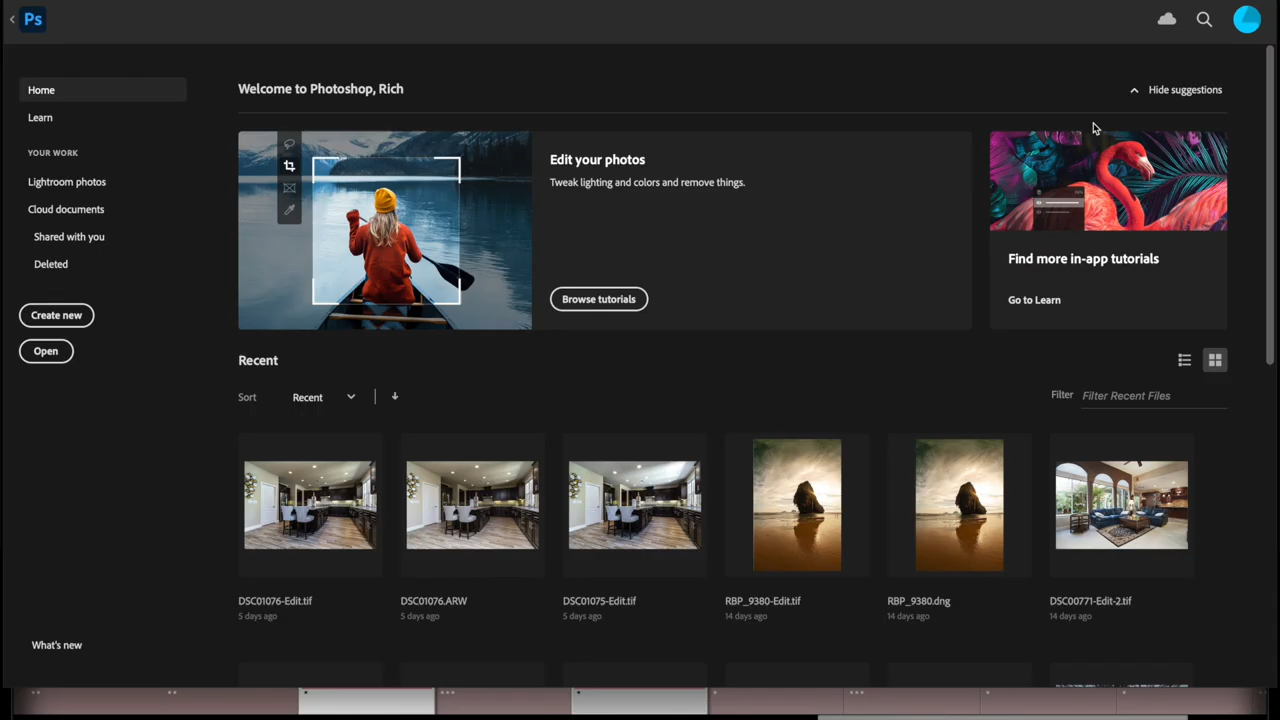 Ps
Home
Learn
YOUR WORK
Lightroom photos
Cloud documents
Shared with you
Deleted
Create new
Open
What's new
Welcome to Photoshop, Rich
Hide suggestions
Edit your photos
Tweak lighting and colors and remove things.
Browse tutorials
Find more in-app tutorials
Go to Learn
Recent
Sort Recent
Filter Filter Recent Files
DSC01076-Edit.tif
5 days ago
DSC01076.ARW
5 days ago
DSC01075-Edit.tif
5 days ago
RBP_9380-Edit.tif
14 days ago
RBP_9380.dng
14 days ago
DSC00771-Edit-2.tif
14 days ago